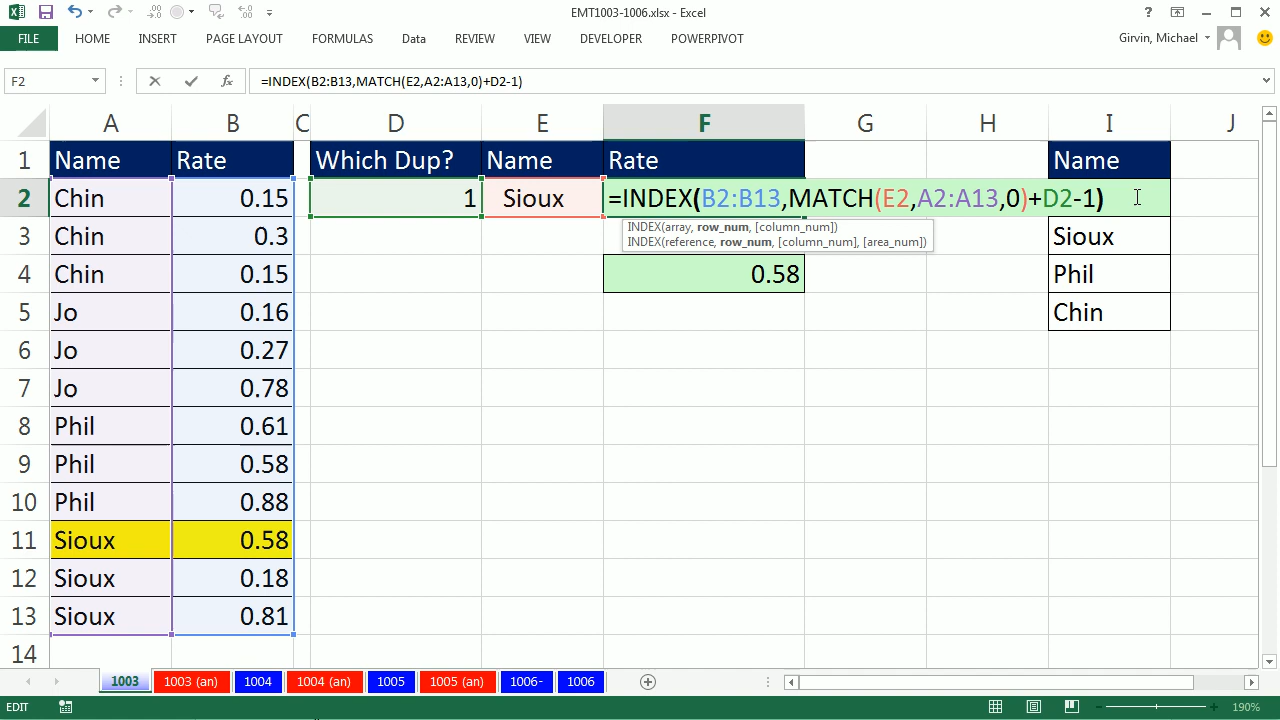 EMT1003-1006.xlsx - Excel
FILE HOME INSERT PAGE LAYOUT FORMULAS Data REVIEW VIEW DEVELOPER POWERPIVOT Girvin, Michael
F2 =INDEX(B2:B13,MATCH(E2,A2:A13,0)+D2-1)
A B C D E F G H I J
1 Name Rate Which Dup? Name Rate Name
2 Chin 0.15 1 Sioux =INDEX(B2:B13,MATCH(E2,A2:A13,0)+D2-1)
INDEX(array, row_num, [column_num])
3 Chin 0.3 Sioux
INDEX(reference, row_num, [column_num], [area_num])
4 Chin 0.15 0.58 Phil
5 Jo 0.16 Chin
6 Jo 0.27
7 Jo 0.78
8 Phil 0.61
9 Phil 0.58
10 Phil 0.88
11 Sioux 0.58
12 Sioux 0.18
13 Sioux 0.81
14
1003 1003 (an) 1004 1004 (an) 1005 1005 (an) 1006- 1006
EDIT 190%